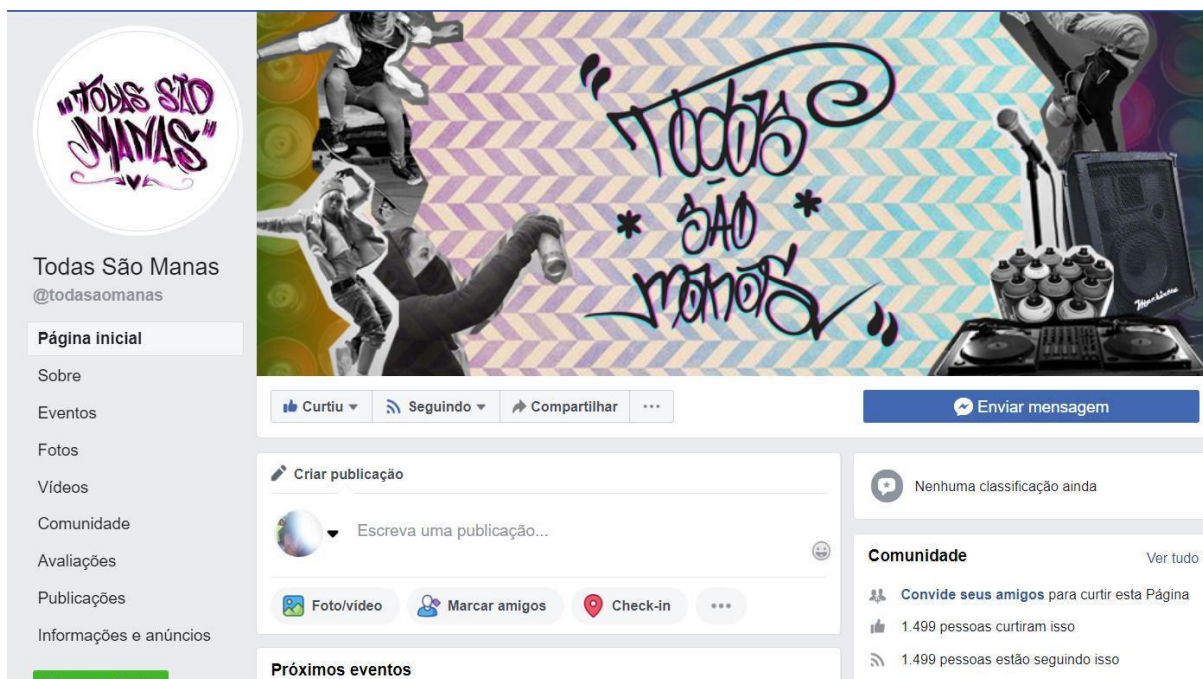 "TODAS SÃO
MANAS"
Todas São Manas
@todasaomanas
Página inicial
Sobre
Eventos
Fotos
Vídeos
Comunidade
Avaliações
Publicações
Informações e anúncios
"TODAS
* SÃO *
MANAS"
Curtiu
Seguindo
Compartilhar
...
Enviar mensagem
Criar publicação
Escreva uma publicação...
Foto/vídeo
Marcar amigos
Check-in
...
Próximos eventos
Nenhuma classificação ainda
Comunidade
Ver tudo
Convide seus amigos para curtir esta Página
1.499 pessoas curtiram isso
1.499 pessoas estão seguindo isso